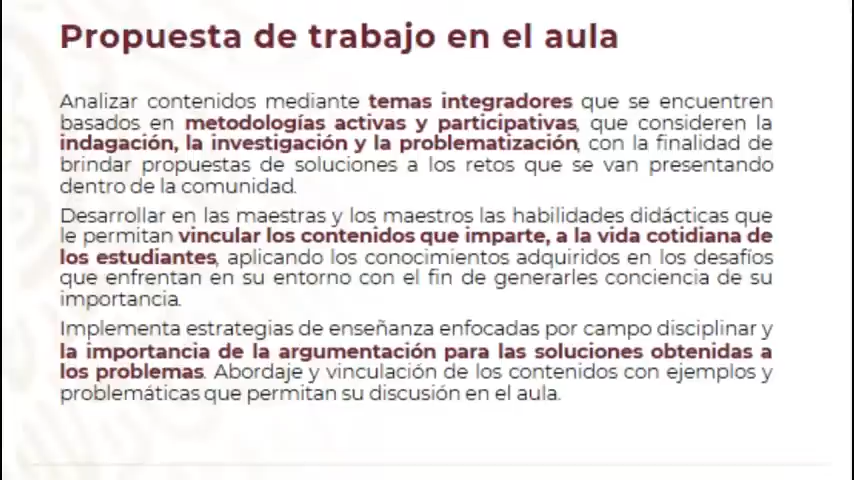 Propuesta de trabajo en el aula
Analizar contenidos mediante temas integradores que se encuentren
basados en metodologías activas y participativas, que consideren la
indagación, la investigación y la problematización, con la finalidad de
brindar propuestas de soluciones a los retos que se van presentando
dentro de la comunidad.
Desarrollar en las maestras y los maestros las habilidades didácticas que
le permitan vincular los contenidos que imparte, a la vida cotidiana de
los estudiantes, aplicando los conocimientos adquiridos en los desafíos
que enfrentan en su entorno con el fin de generarles conciencia de su
importancia.
Implementa estrategias de enseñanza enfocadas por campo disciplinar y
la importancia de la argumentación para las soluciones obtenidas a
los problemas. Abordaje y vinculación de los contenidos con ejemplos y
problemáticas que permitan su discusión en el aula.